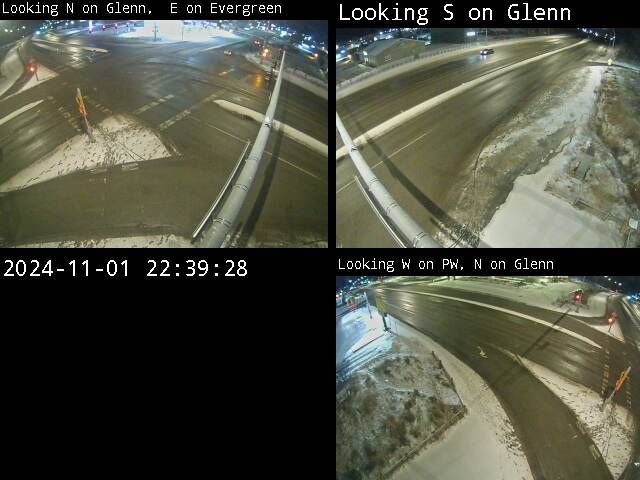 Looking N on Glenn,  E on Evergreen
Looking S on Glenn
2024-11-01 22:39:28
Looking W on PW, N on Glenn